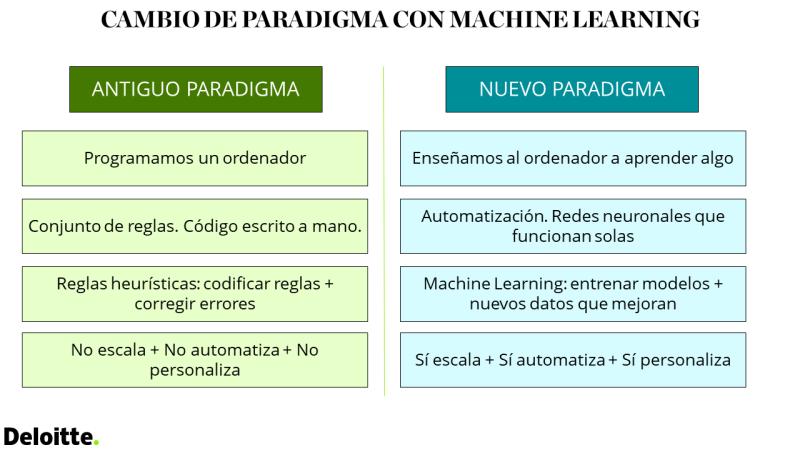 CAMBIO DE PARADIGMA CON MACHINE LEARNING
ANTIGUO PARADIGMA
Programamos un ordenador
Conjunto de reglas. Código escrito a mano.
Reglas heurísticas: codificar reglas +
corregir errores
No escala + No automatiza + No
personaliza
NUEVO PARADIGMA
Enseñamos al ordenador a aprender algo
Automatización. Redes neuronales que
funcionan solas
Machine Learning: entrenar modelos +
nuevos datos que mejoran
Sí escala + Sí automatiza + Sí personaliza
Deloitte.